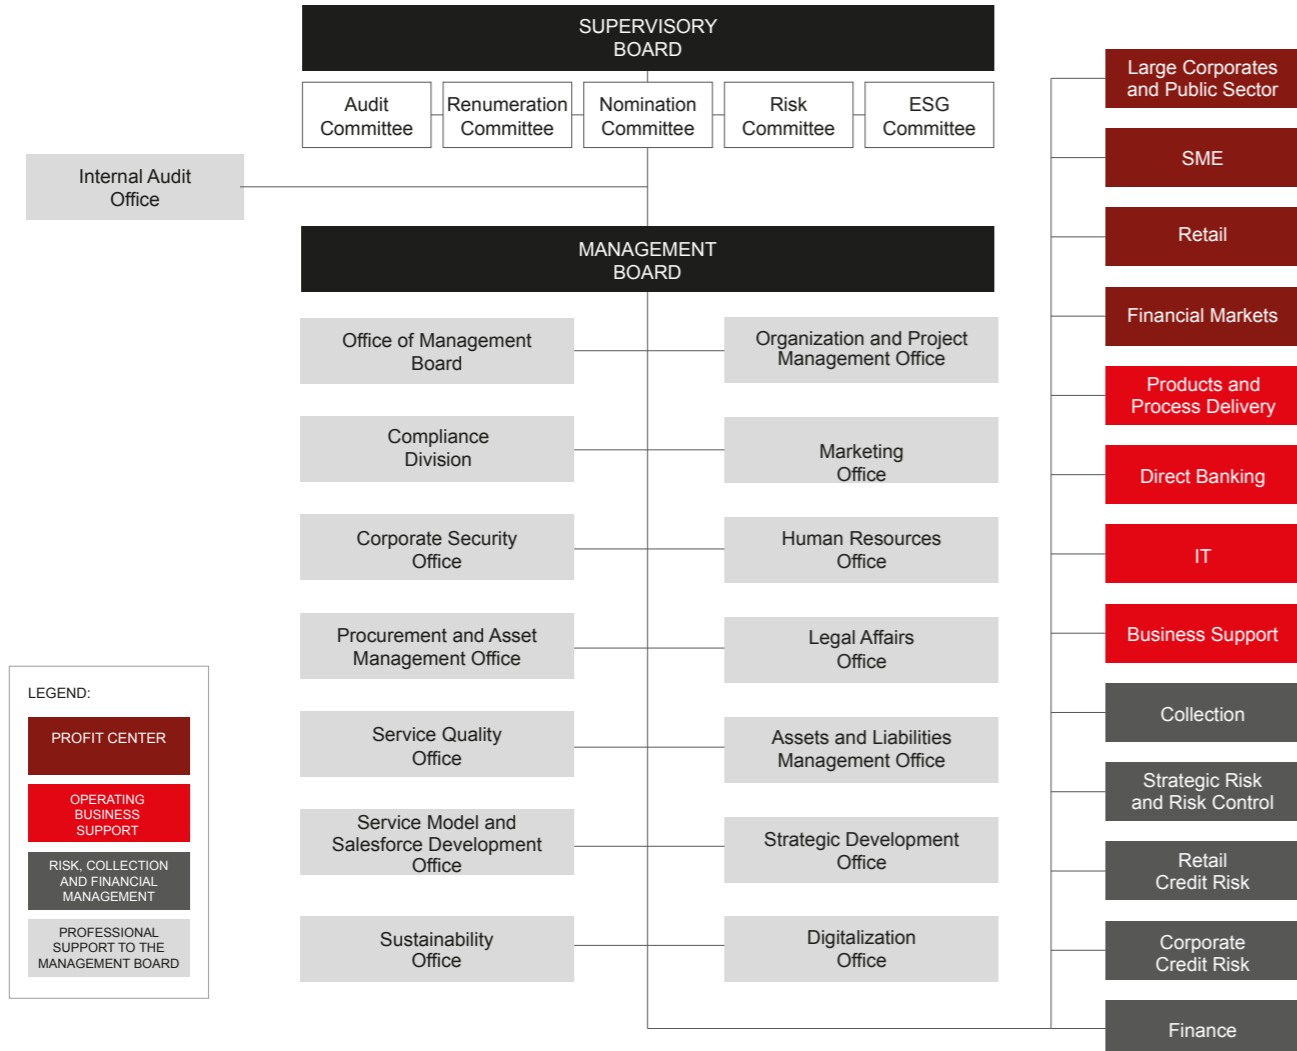 SUPERVISORY
BOARD
Audit
Committee
Renumeration
Committee
Nomination
Committee
Risk
Committee
ESG
Committee
Internal Audit
Office
MANAGEMENT
BOARD
Office of Management
Board
Organization and Project
Management Office
Compliance
Division
Marketing
Office
Corporate Security
Office
Human Resources
Office
Procurement and Asset
Management Office
Legal Affairs
Office
Service Quality
Office
Assets and Liabilities
Management Office
Service Model and
Salesforce Development
Office
Strategic Development
Office
Sustainability
Office
Digitalization
Office
Large Corporates
and Public Sector
SME
Retail
Financial Markets
Products and
Process Delivery
Direct Banking
IT
Business Support
Collection
Strategic Risk
and Risk Control
Retail
Credit Risk
Corporate
Credit Risk
Finance
LEGEND:
PROFIT CENTER
OPERATING
BUSINESS
SUPPORT
RISK, COLLECTION
AND FINANCIAL
MANAGEMENT
PROFESSIONAL
SUPPORT TO THE
MANAGEMENT BOARD